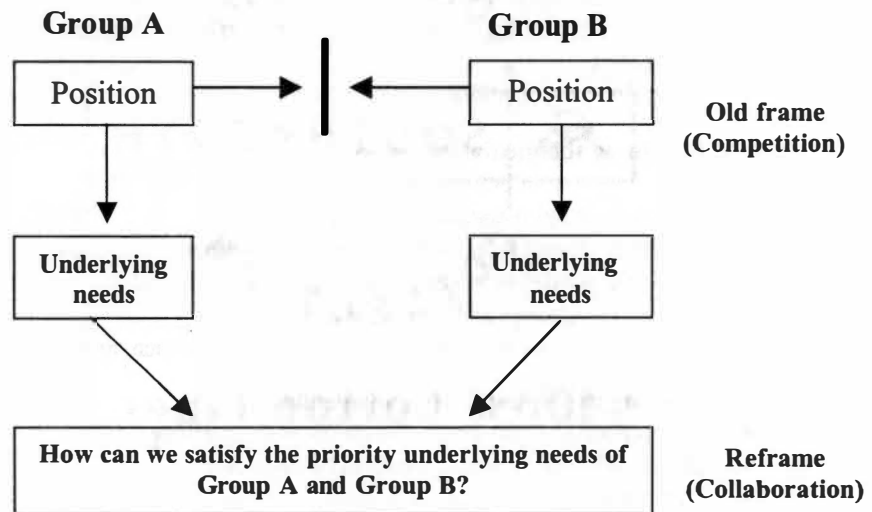 Group A
Group B
Position
Position
Old frame
(Competition)
Underlying
needs
Underlying
needs
How can we satisfy the priority underlying needs of
Group A and Group B?
Reframe
(Collaboration)